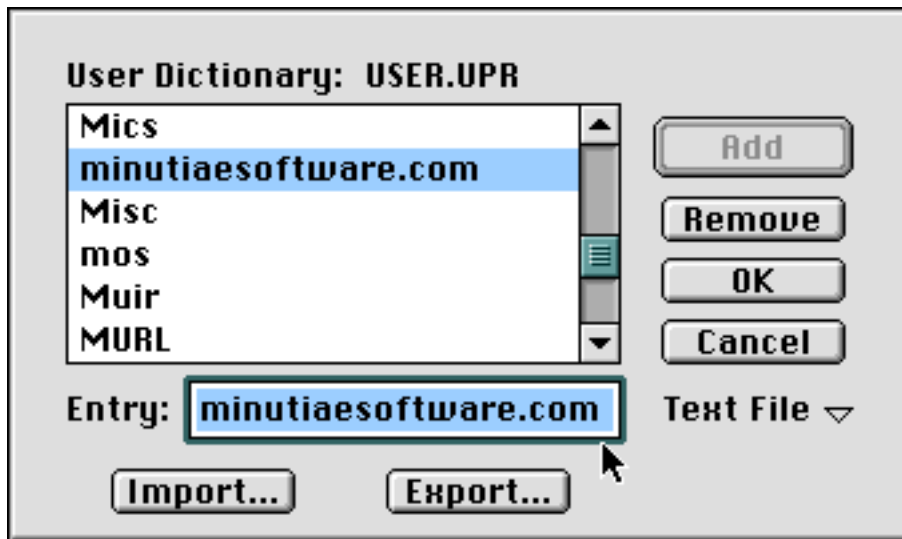 User Dictionary: USER.UPR
Mics
minutiaesoftware.com
Misc
mos
Muir
MURL
Add
Remove
OK
Cancel
Entry: minutiaesoftware.com
Text File
Import...
Export...